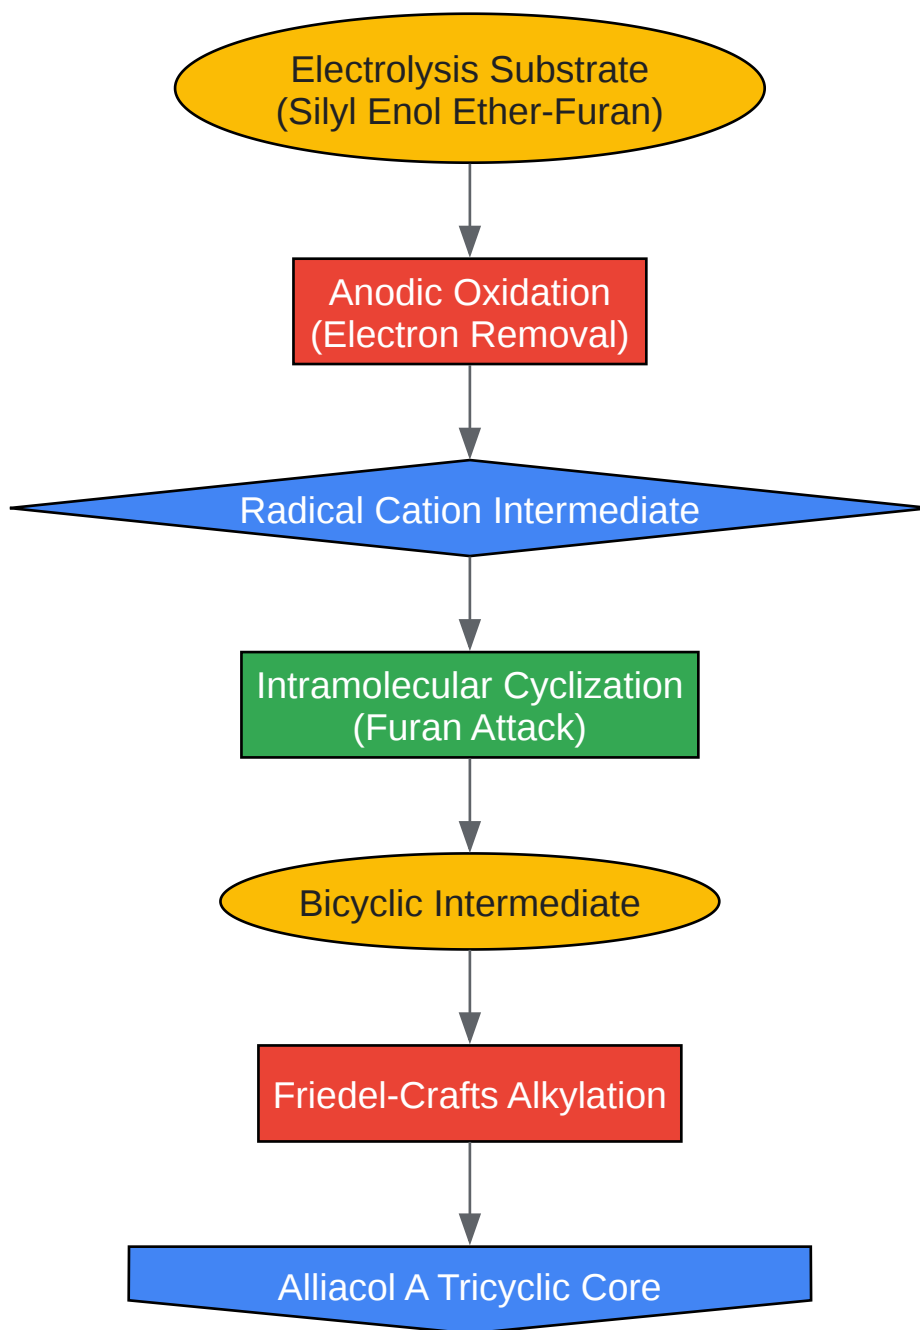 Electrolysis Substrate
(Silyl Enol Ether-Furan)
Anodic Oxidation
(Electron Removal)
Radical Cation Intermediate
Intramolecular Cyclization
(Furan Attack)
Bicyclic Intermediate
Friedel-Crafts Alkylation
Alliacol A Tricyclic Core